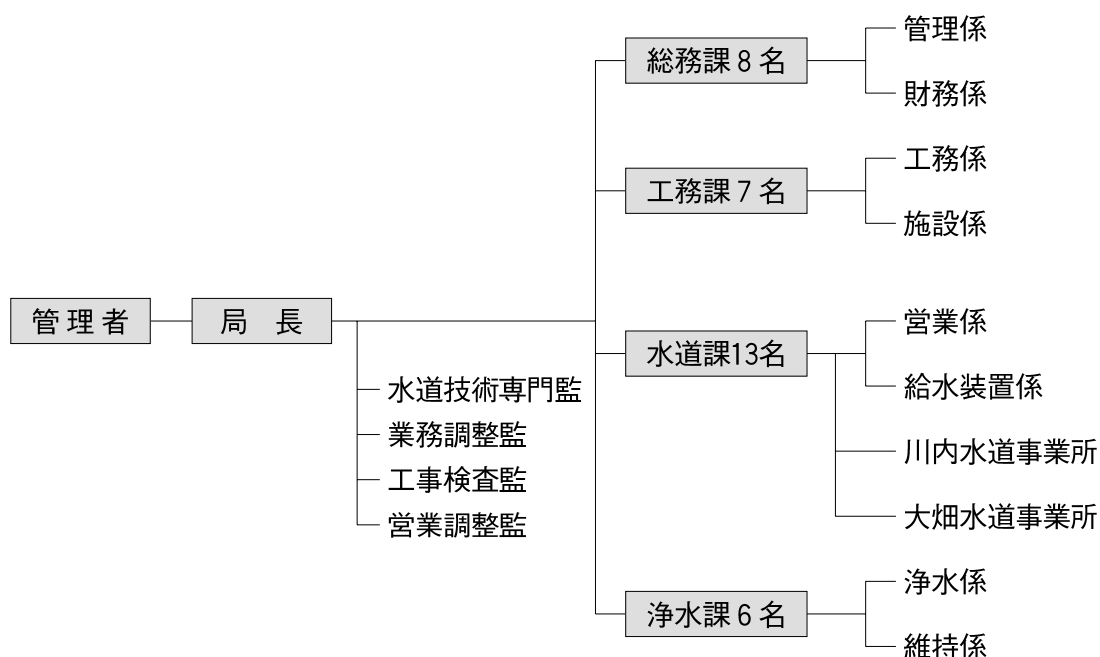 管理者
局 長
水道技術専門監
業務調整監
工事検査監
営業調整監
総務課8名
管理係
財務係
工務課7名
工務係
施設係
水道課13名
営業係
給水装置係
川内水道事業所
大畑水道事業所
浄水課6名
浄水係
維持係